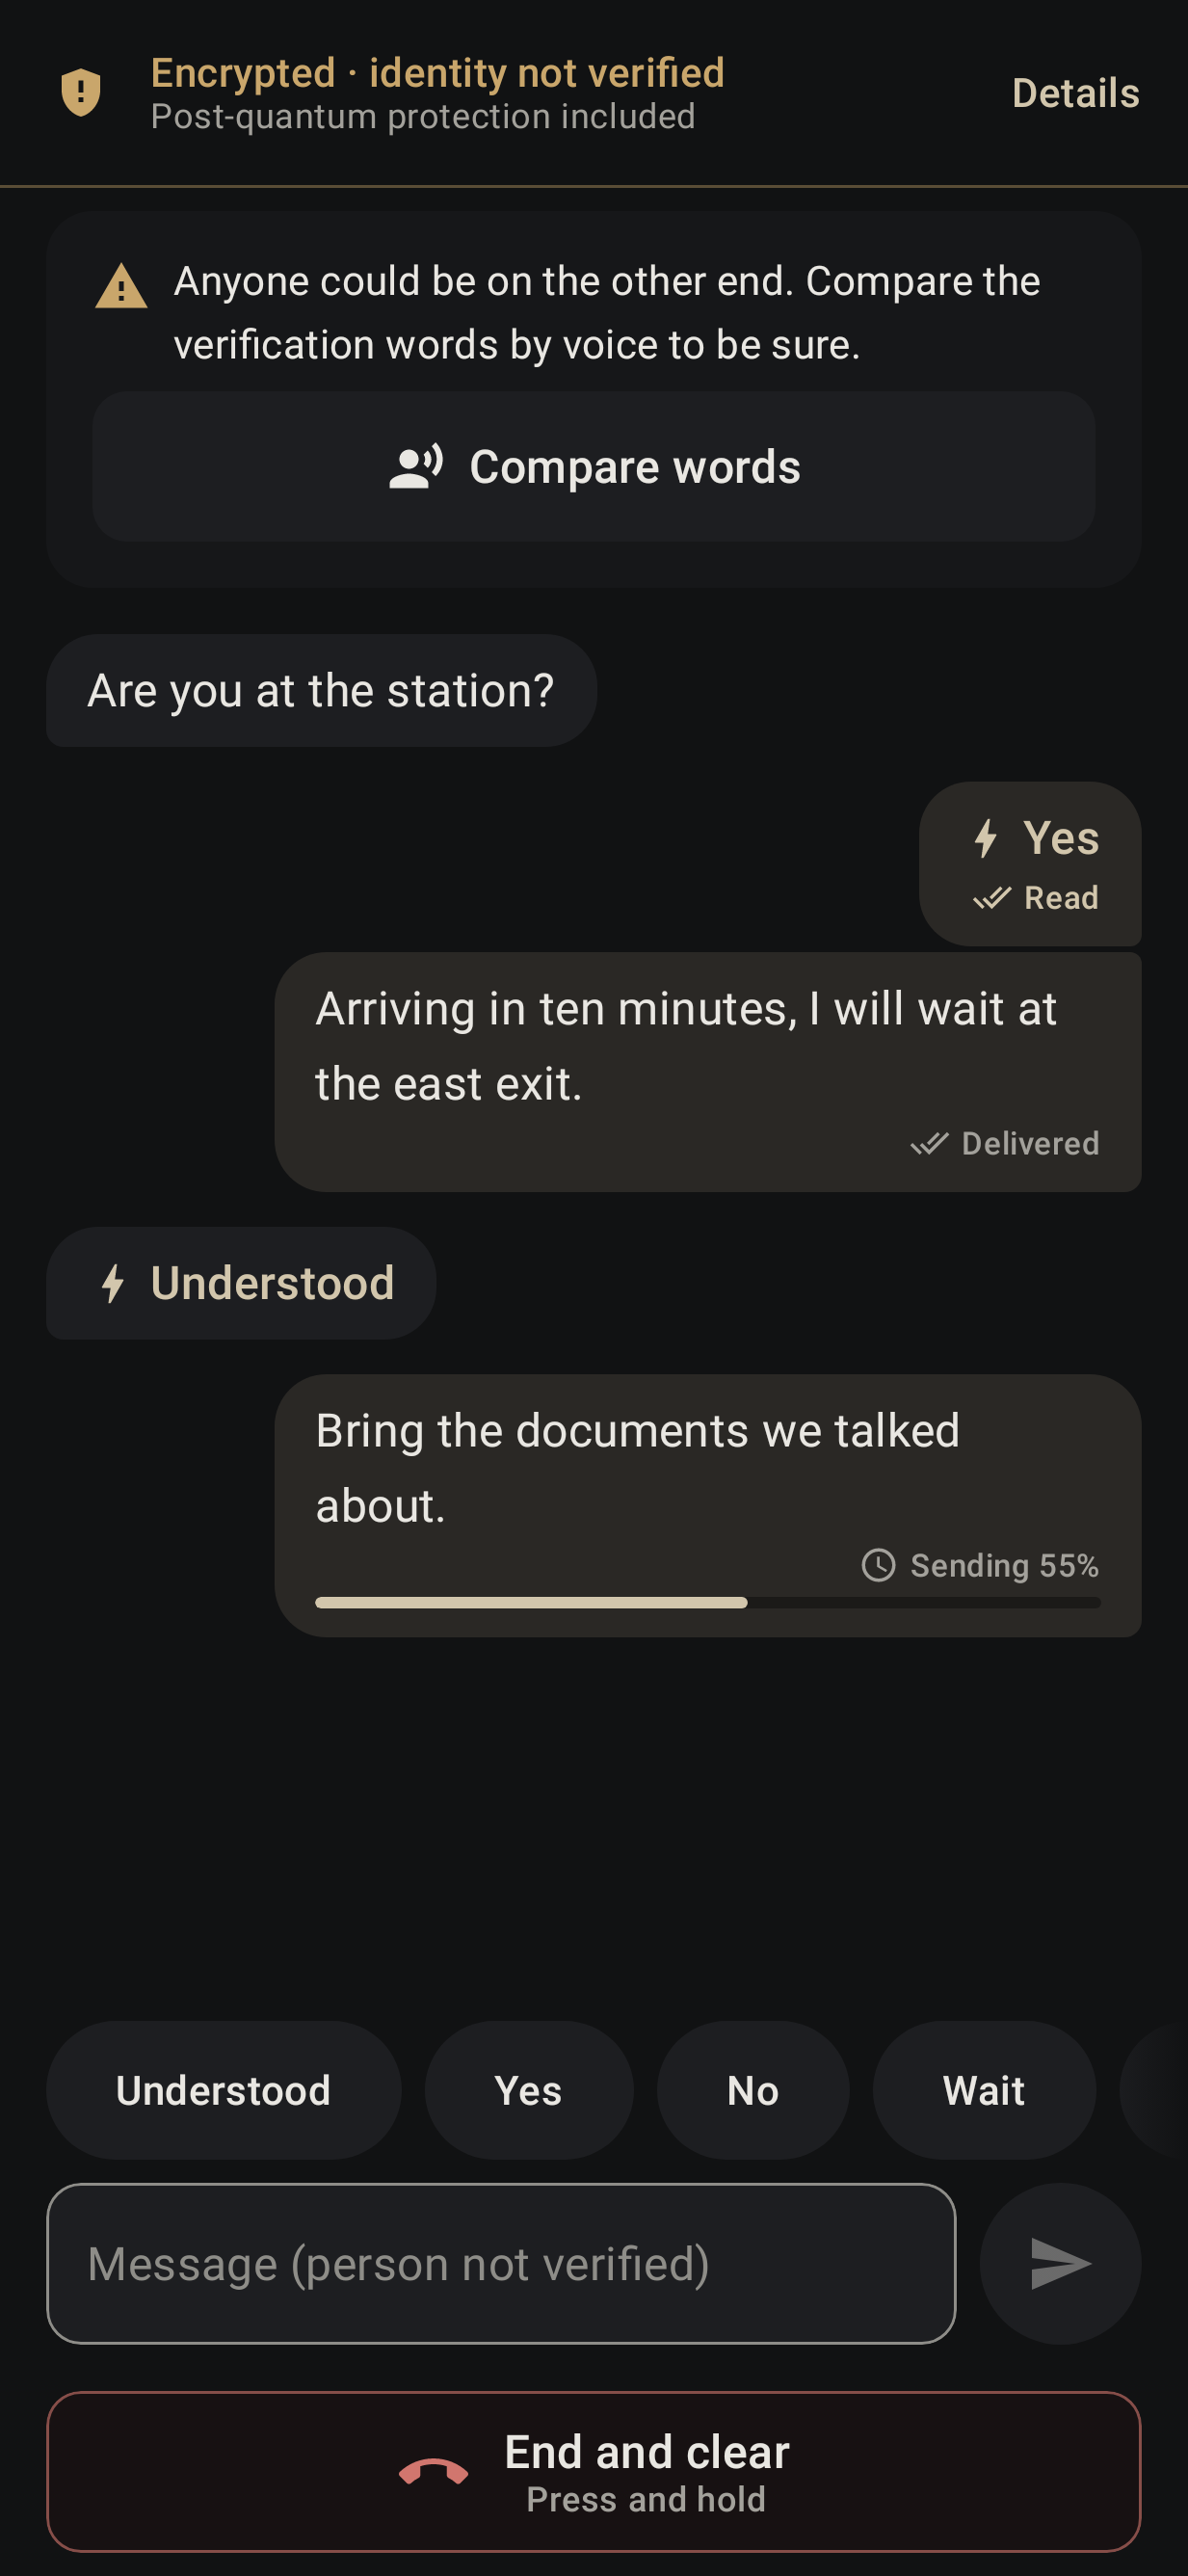 Encrypted · identity not verified
Post-quantum protection included
Details
Anyone could be on the other end. Compare the
verification words by voice to be sure.
Compare words
Are you at the station?
Yes
Read
Arriving in ten minutes, I will wait at
the east exit.
Delivered
Understood
Bring the documents we talked
about.
Sending 55%
Understood
Yes
No
Wait
Message (person not verified)
End and clear
Press and hold